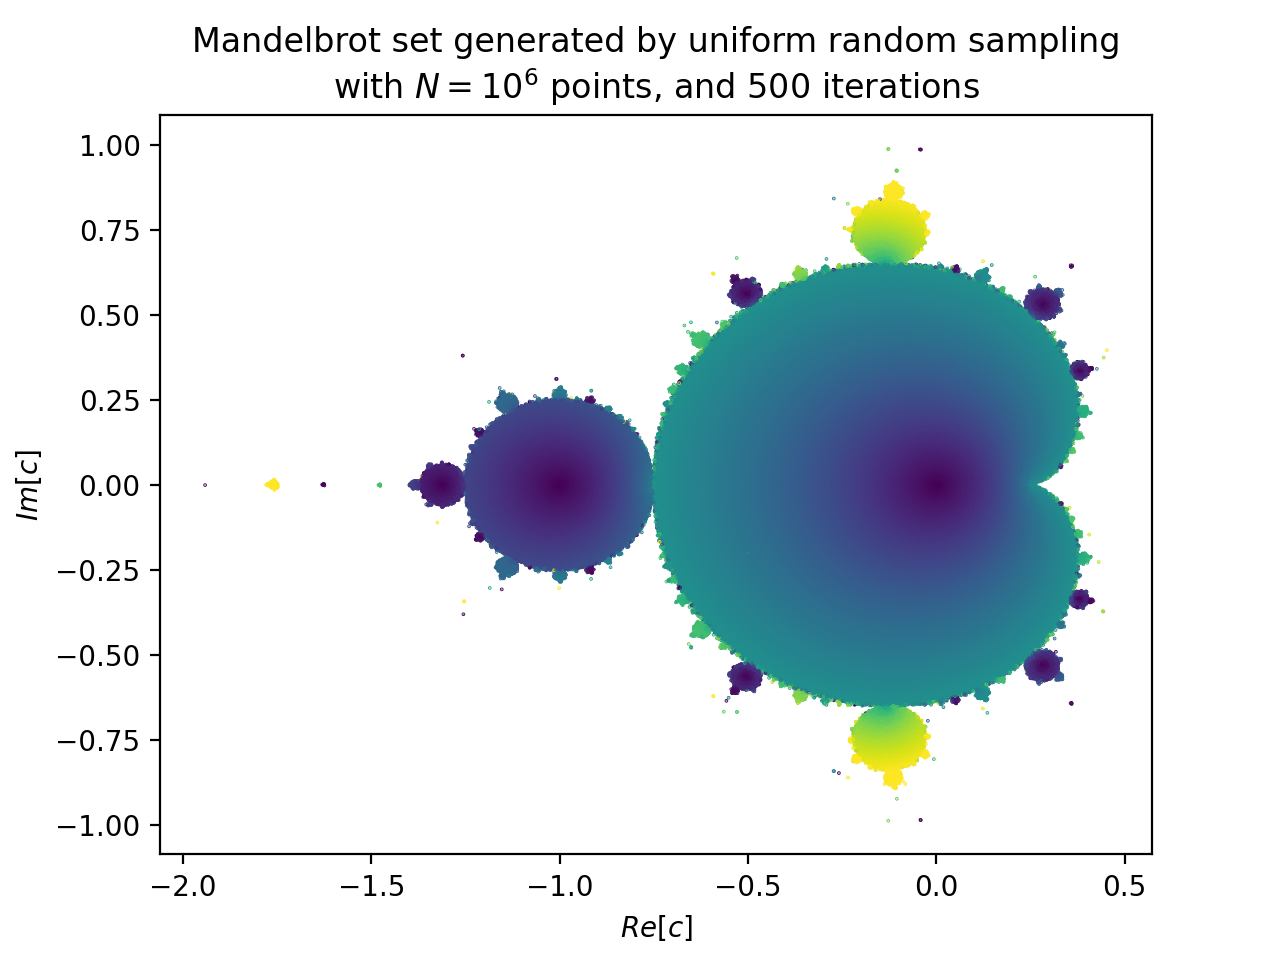 Mandelbrot set generated by uniform random sampling
with N = 10⁶ points, and 500 iterations
1.00
0.75
0.50
0.25
0.00
−0.25
−0.50
−0.75
−1.00
Im[c]
−2.0 −1.5 −1.0 −0.5 0.0 0.5
Re[c]